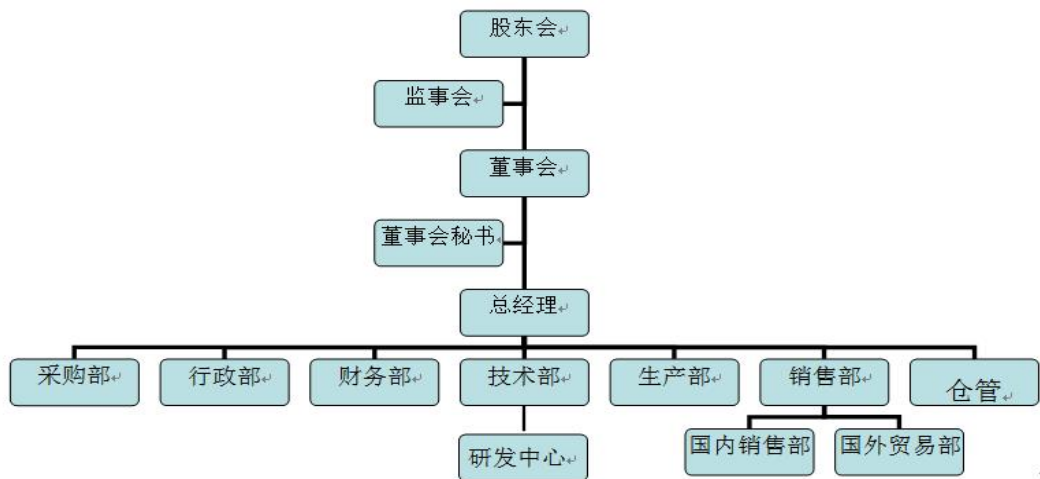 股东会
监事会
董事会
董事会秘书
总经理
采购部
行政部
财务部
技术部
生产部
销售部
仓管
研发中心
国内销售部
国外贸易部